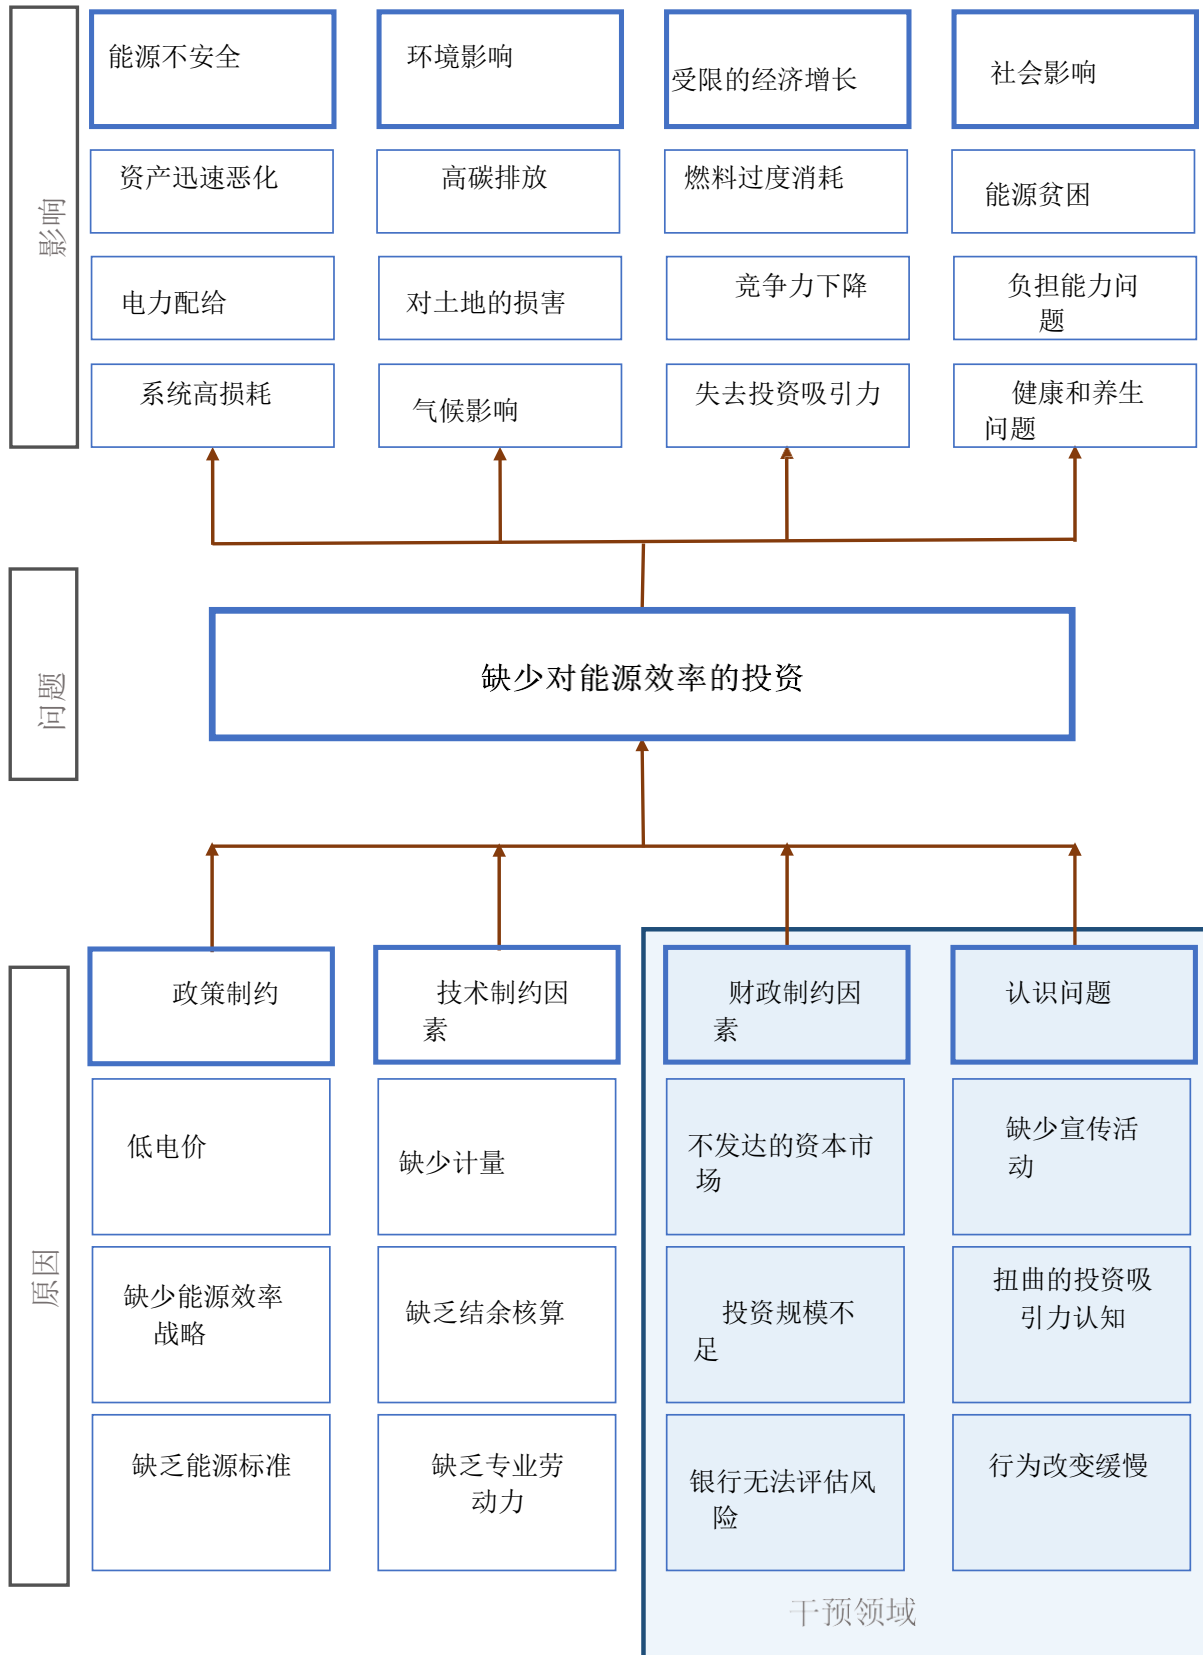 影响
能源不安全
环境影响
受限的经济增长
社会影响
资产迅速恶化
高碳排放
燃料过度消耗
能源贫困
电力配给
对土地的损害
竞争力下降
负担能力问
题
系统高损耗
气候影响
失去投资吸引力
健康和养生
问题
问题
缺少对能源效率的投资
原因
政策制约
技术制约因
素
财政制约因
素
认识问题
低电价
缺少计量
不发达的资本市
场
缺少宣传活
动
缺少能源效率
战略
缺乏结余核算
投资规模不
足
扭曲的投资吸
引力认知
缺乏能源标准
缺乏专业劳
动力
银行无法评估风
险
行为改变缓慢
干预领域